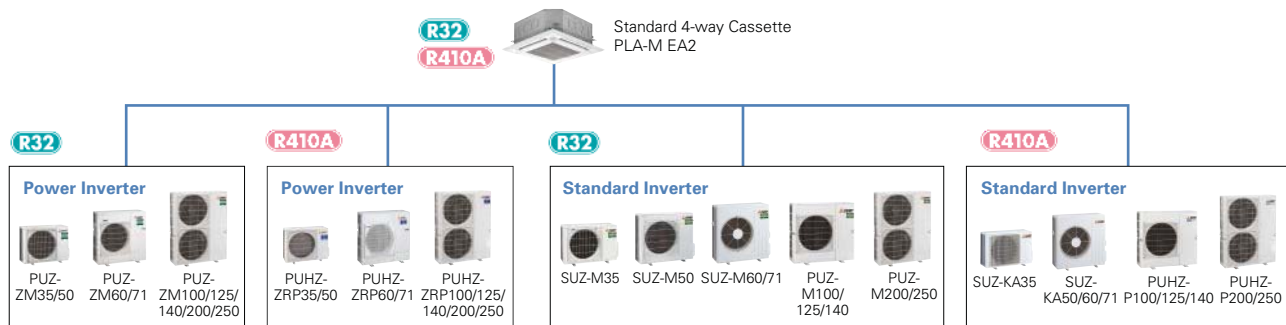 R32
R410A
Standard 4-way Cassette
PLA-M EA2
R32
R410A
R32
R410A
Power Inverter
PUZ-
ZM35/50
PUZ-
ZM60/71
PUZ-
ZM100/125/
140/200/250
Power Inverter
PUHZ-
ZRP35/50
PUHZ-
ZRP60/71
PUHZ-
ZRP100/125/
140/200/250
Standard Inverter
SUZ-M35
SUZ-M50
SUZ-M60/71
PUZ-
M100/
125/140
PUZ-
M200/250
Standard Inverter
SUZ-KA35
SUZ-
KA50/60/71
PUHZ-
P100/125/140
PUHZ-
P200/250